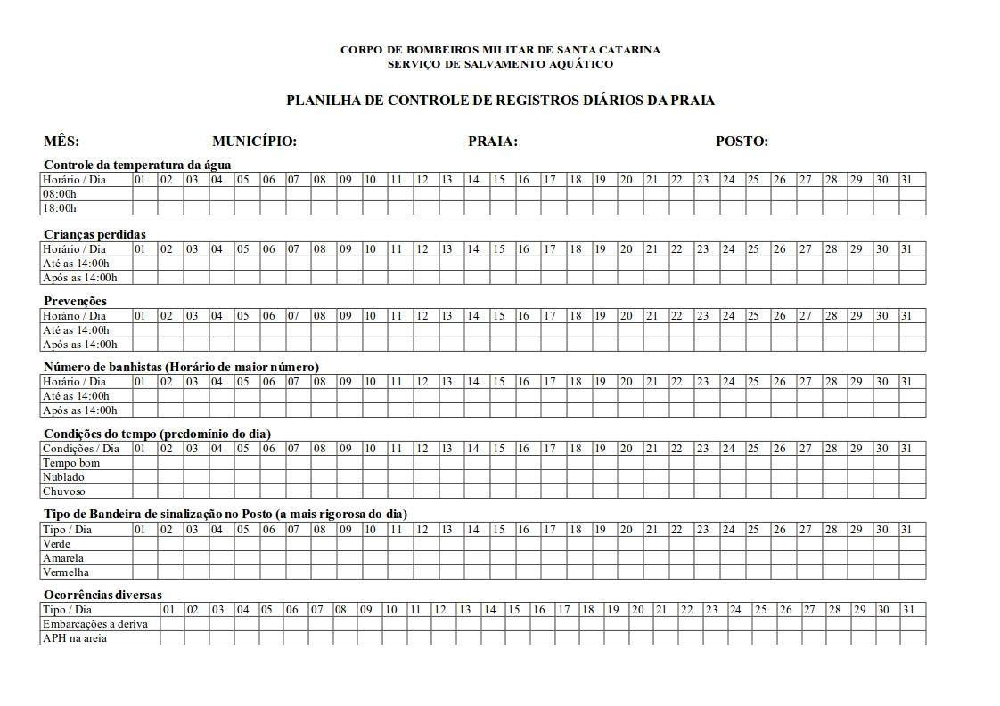 CORPO DE BOMBEIROS MILITAR DE SANTA CATARINA
SERVIÇO DE SALVAMENTO AQUÁTICO
PLANILHA DE CONTROLE DE REGISTROS DIÁRIOS DA PRAIA
MÊS: MUNICÍPIO: PRAIA: POSTO:
Controle da temperatura da água
Horário / Dia 01 02 03 04 05 06 07 08 09 10 11 12 13 14 15 16 17 18 19 20 21 22 23 24 25 26 27 28 29 30 31
08:00h
18:00h
Crianças perdidas
Horário / Dia 01 02 03 04 05 06 07 08 09 10 11 12 13 14 15 16 17 18 19 20 21 22 23 24 25 26 27 28 29 30 31
Até as 14:00h
Após as 14:00h
Prevenções
Horário / Dia 01 02 03 04 05 06 07 08 09 10 11 12 13 14 15 16 17 18 19 20 21 22 23 24 25 26 27 28 29 30 31
Até as 14:00h
Após as 14:00h
Número de banhistas (Horário de maior número)
Horário / Dia 01 02 03 04 05 06 07 08 09 10 11 12 13 14 15 16 17 18 19 20 21 22 23 24 25 26 27 28 29 30 31
Até as 14:00h
Após as 14:00h
Condições do tempo (predomínio do dia)
Condições / Dia 01 02 03 04 05 06 07 08 09 10 11 12 13 14 15 16 17 18 19 20 21 22 23 24 25 26 27 28 29 30 31
Tempo bom
Nublado
Chuvoso
Tipo de Bandeira de sinalização no Posto (a mais rigorosa do dia)
Tipo / Dia 01 02 03 04 05 06 07 08 09 10 11 12 13 14 15 16 17 18 19 20 21 22 23 24 25 26 27 28 29 30 31
Verde
Amarela
Vermelha
Ocorrências diversas
Tipo / Dia 01 02 03 04 05 06 07 08 09 10 11 12 13 14 15 16 17 18 19 20 21 22 23 24 25 26 27 28 29 30 31
Embarcações a deriva
APH na areia